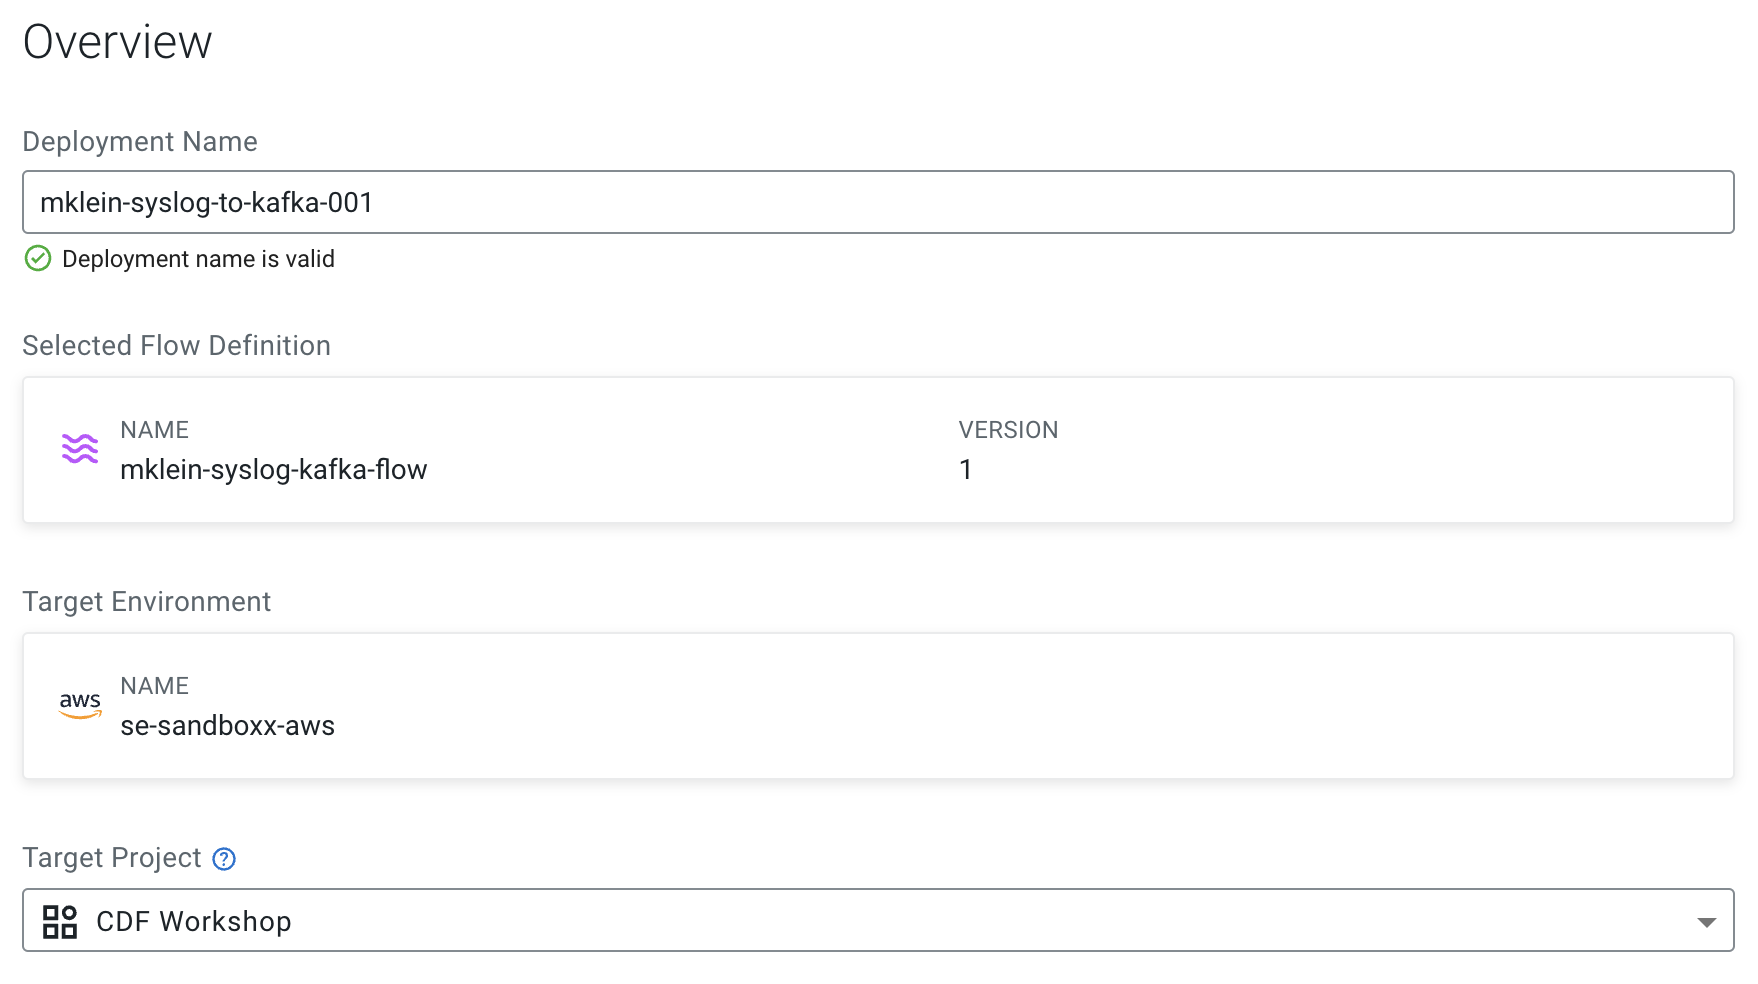 Overview
Deployment Name
mklein-syslog-to-kafka-001
Deployment name is valid
Selected Flow Definition
NAME
mklein-syslog-kafka-flow
VERSION
1
Target Environment
aws
NAME
se-sandboxx-aws
Target Project ?
CDF Workshop